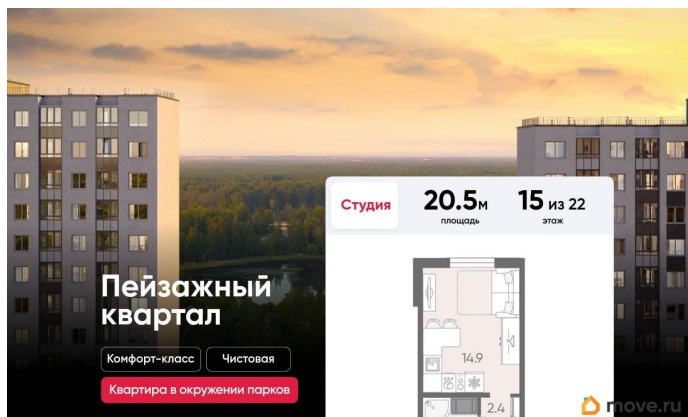 Студия
20.5м
площадь
15 из 22
этаж
Пейзажный
квартал
Комфорт-класс
Чистовая
Квартира в окружении парков
14.9
2.4
move.ru